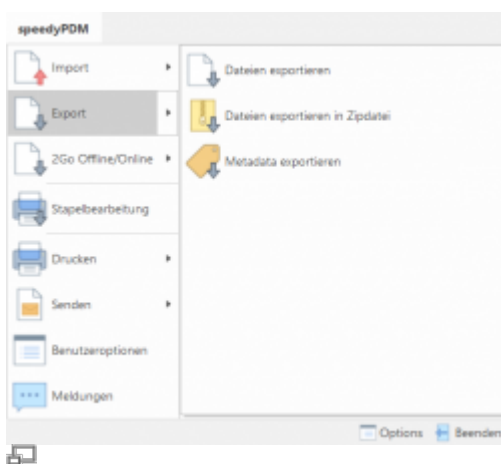 speedyPDM
Import
Export
2Go Offline/Online
Stapelbearbeitung
Drucken
Senden
Benutzeroptionen
Meldungen
Dateien exportieren
Dateien exportieren in Zipdatei
Metadata exportieren
Options
Beenden